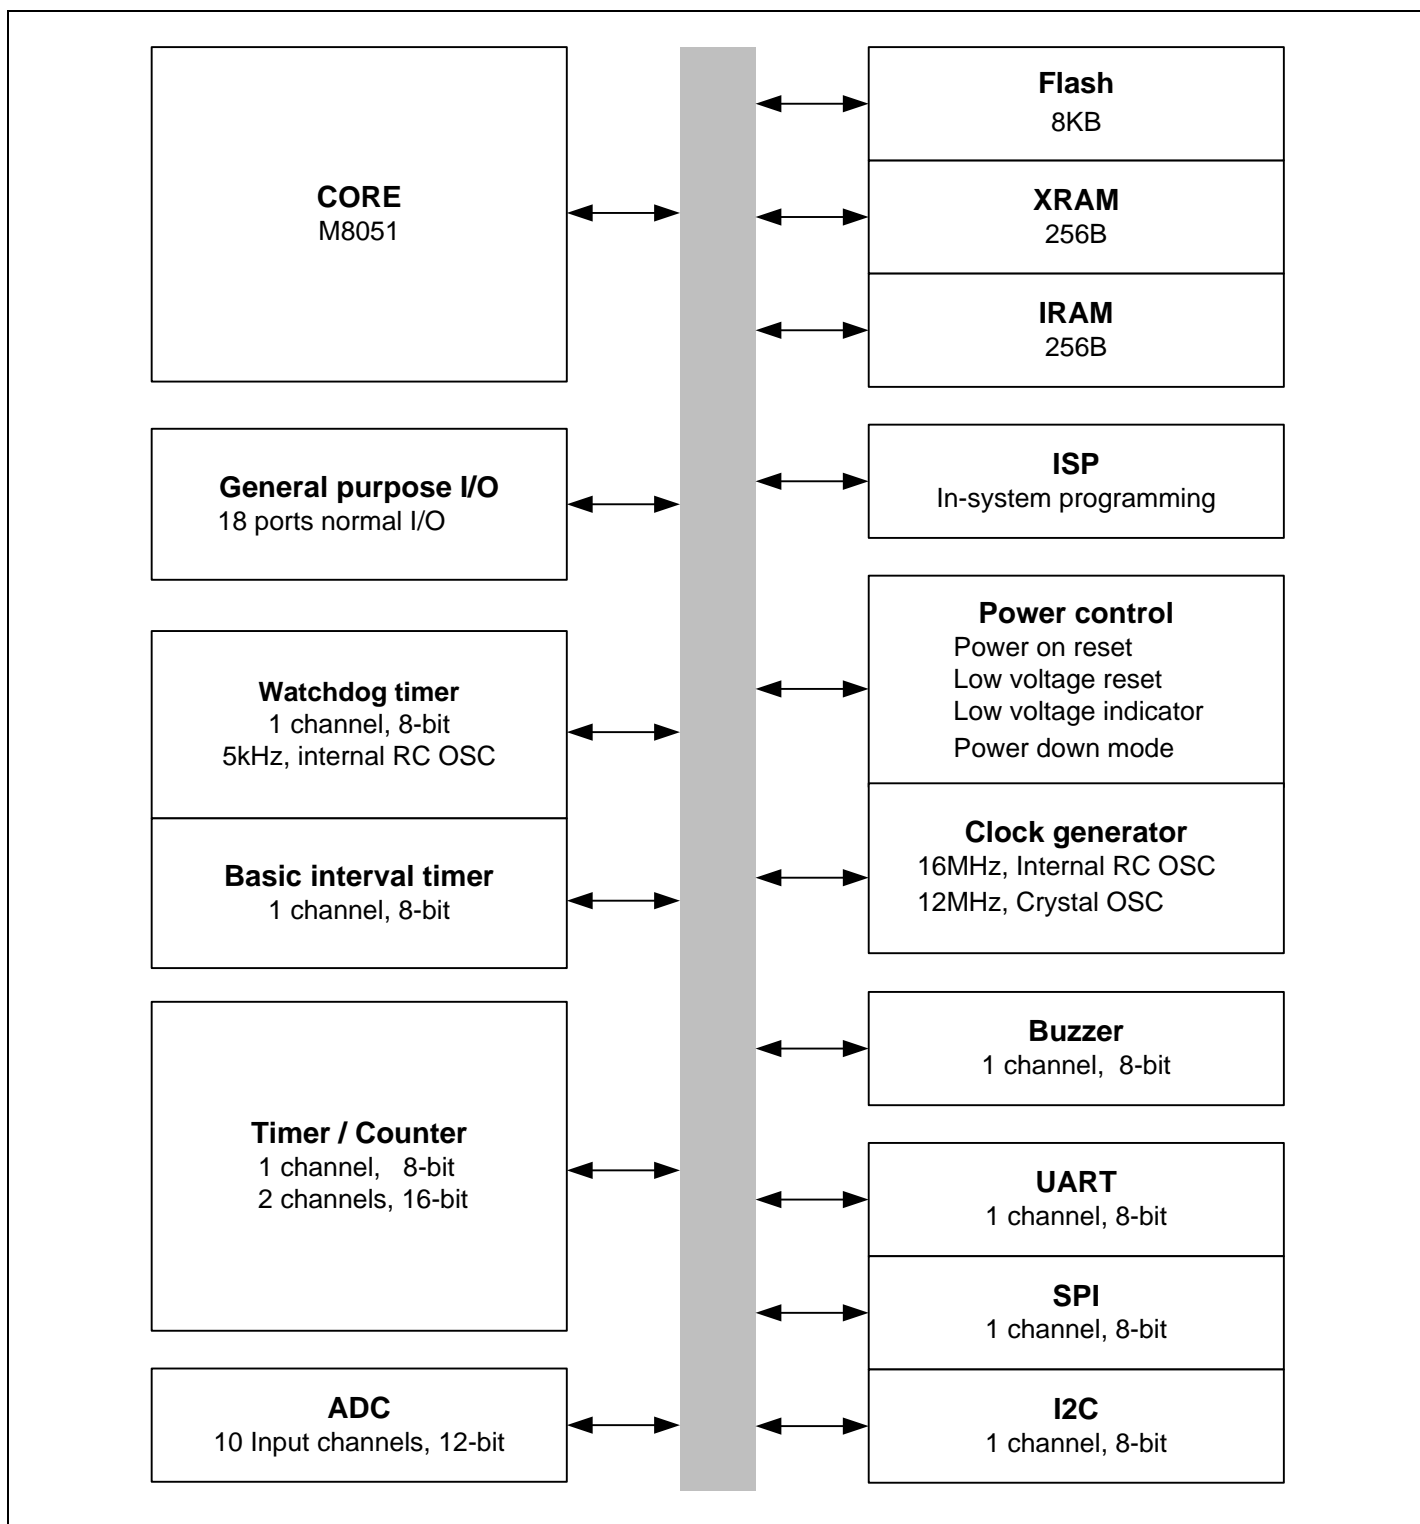 CORE
M8051
General purpose I/O
18 ports normal I/O
Watchdog timer
1 channel, 8-bit
5kHz, internal RC OSC
Basic interval timer
1 channel, 8-bit
Timer / Counter
1 channel, 8-bit
2 channels, 16-bit
ADC
10 Input channels, 12-bit
Flash
8KB
XRAM
256B
IRAM
256B
ISP
In-system programming
Power control
Power on reset
Low voltage reset
Low voltage indicator
Power down mode
Clock generator
16MHz, Internal RC OSC
12MHz, Crystal OSC
Buzzer
1 channel, 8-bit
UART
1 channel, 8-bit
SPI
1 channel, 8-bit
I2C
1 channel, 8-bit